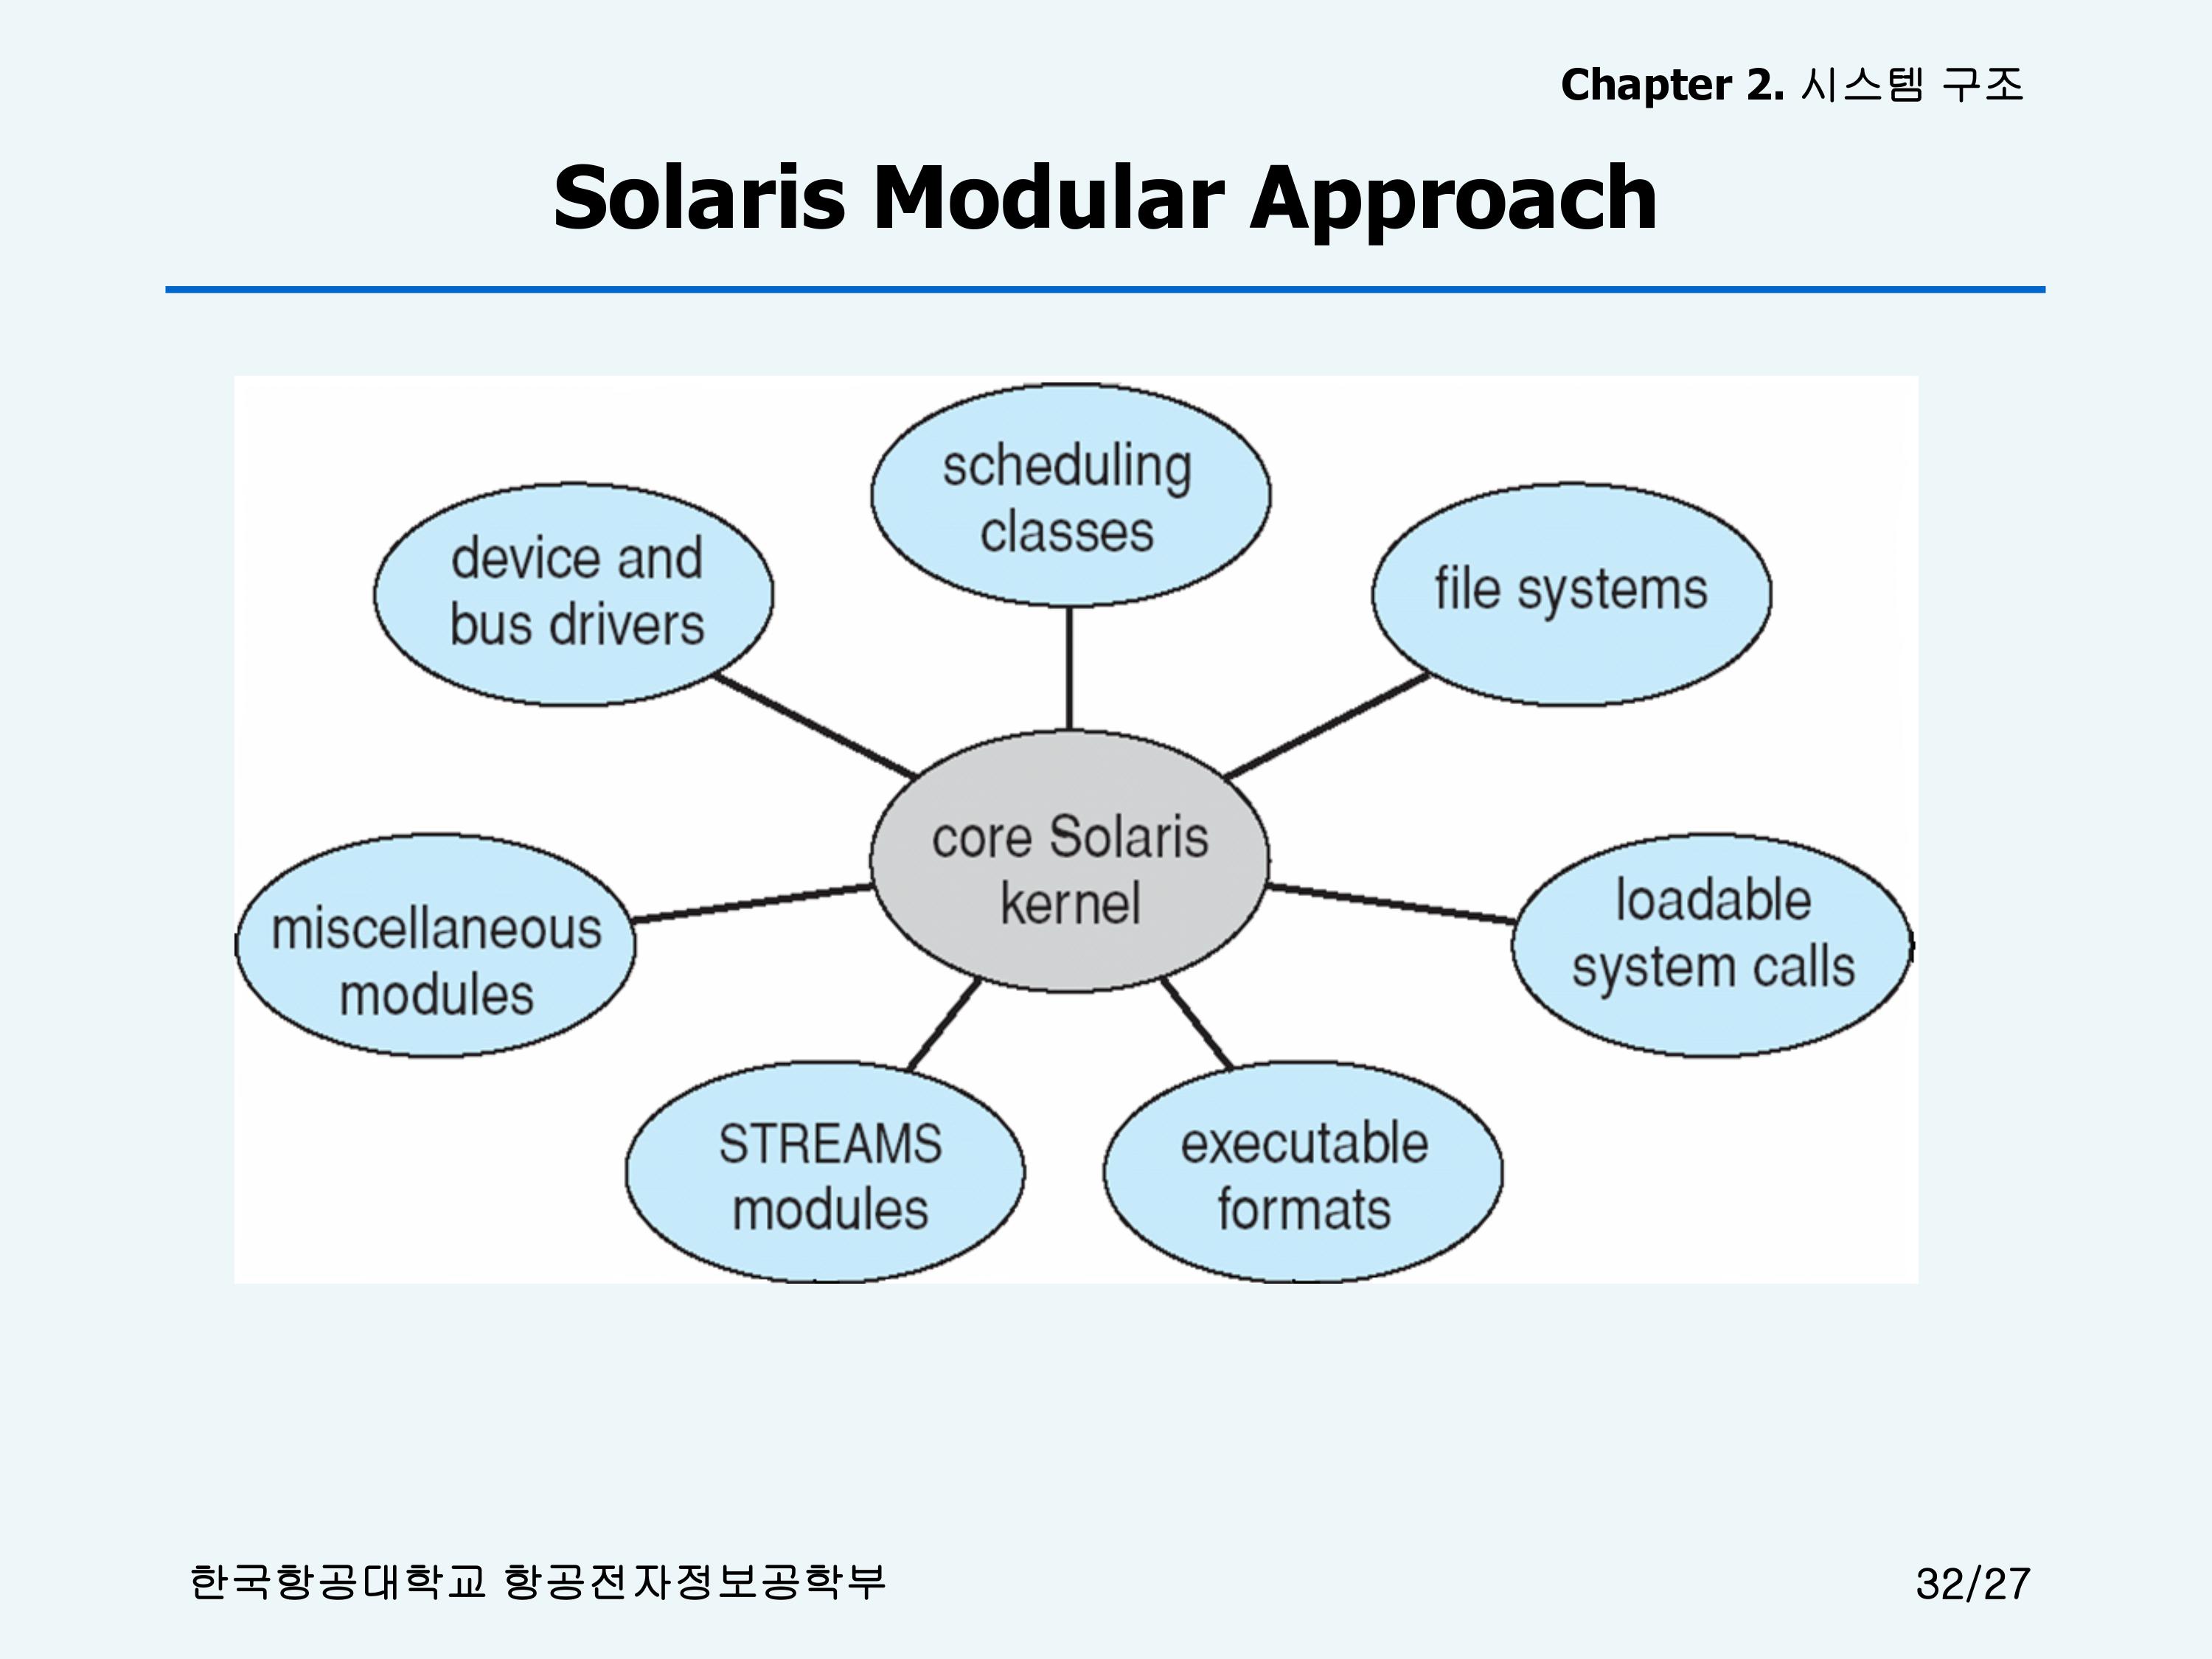 Chapter 2. 시스템 구조
Solaris Modular Approach
scheduling
classes
device and
bus drivers
file systems
core Solaris
kernel
miscellaneous
modules
loadable
system calls
STREAMS
modules
executable
formats
한국항공대학교 항공전자정보공학부
32/27